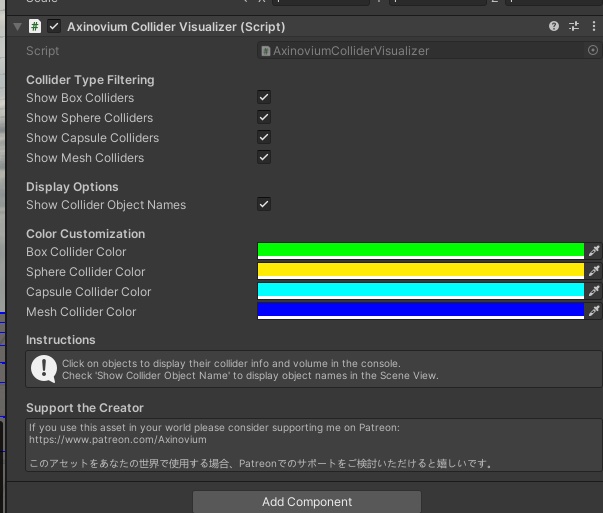 Axinovium Collider Visualizer (Script)
Script AxinoviumColliderVisualizer
Collider Type Filtering
Show Box Colliders
Show Sphere Colliders
Show Capsule Colliders
Show Mesh Colliders
Display Options
Show Collider Object Names
Color Customization
Box Collider Color
Sphere Collider Color
Capsule Collider Color
Mesh Collider Color
Instructions
Click on objects to display their collider info and volume in the console.
Check 'Show Collider Object Name' to display object names in the Scene View.
Support the Creator
If you use this asset in your world please consider supporting me on Patreon:
https://www.patreon.com/Axinovium
このアセットをあなたの世界で使用する場合、Patreonでのサポートをご検討いただけると嬉しいです。
Add Component